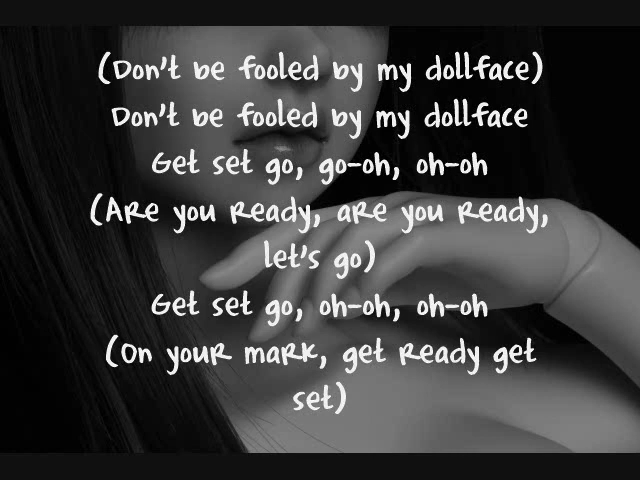 (Don't be fooled by my dollface)
Don't be fooled by my dollface
Get set go, go-oh, oh-oh
(Are you ready, are you ready,
let's go)
Get set go, oh-oh, oh-oh
(On your mark, get ready get
set)